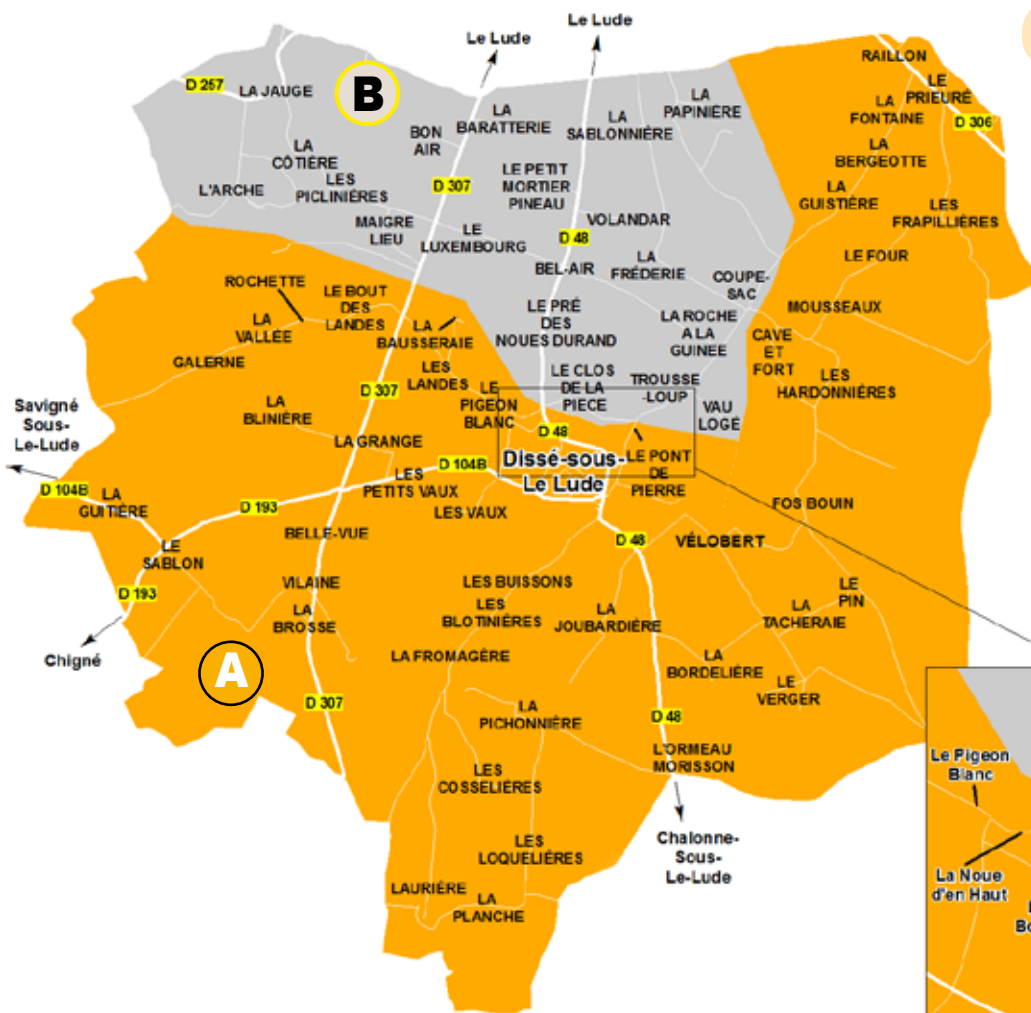 Le Lude
Le Lude
RAILLON
LE
PRIEURÉ
D 257
LA JAUGE
B
LA
BARATTERIE
LA
SABLONNIÈRE
LA
PAPINIÈRE
LA
FONTAINE
D 306
BON
AIR
LA
BERGEOTTE
LA
CÔTIÈRE
LES
PICLINIÈRES
L'ARCHE
D 307
LE PETIT
MORTIER
PINEAU
LA
GUISTIÈRE
LES
FRAPILLIÈRES
MAIGRE
LIEU
LE
LUXEMBOURG
VOLANDAR
D 48
LE FOUR
BEL-AIR
LA
FRÉDERIE
COUPE-
SAC
ROCHETTE
LE BOUT
DES
LANDES
MOUSSEAUX
LA
VALLÉE
LA
BAUSSERAIE
LE PRÉ
DES
NOUES DURAND
LA ROCHE
A LA
GUINEE
CAVE
ET
FORT
GALERNE
LES
LANDES
LE CLOS
DE LA
PIECE
TROUSSE
-LOUP
LES
HARDONNIÈRES
D 307
LE
PIGEON
BLANC
Savigné
Sous-
Le-Lude
LA
BLINIÈRE
VAU
LOGÉ
LA GRANGE
D 48
D 104B
Dissé-sous-
Le Lude
LE PONT
DE
PIERRE
D 104B
LA
GUITIÈRE
LES
PETITS VAUX
D 193
LES VAUX
FOS BOUIN
BELLE-VUE
LE
SABLON
D 48
VÉLOBERT
D 193
VILAINE
LES BUISSONS
LE
PIN
LA
BROSSE
LES
BLOTINIÈRES
LA
JOUBARDIÈRE
LA
TACHERAIE
Chigné
A
LA FROMAGÈRE
LA
BORDELIÈRE
LE
VERGER
D 307
LA
PICHONNIÈRE
D 48
L'ORMEAU
MORISSON
Le Pigeon
Blanc
LES
COSSELIÈRES
Chalonne-
Sous-
Le-Lude
LES
LOQUELIÈRES
La Noue
d'en Haut
LAURIÈRE
LA
PLANCHE